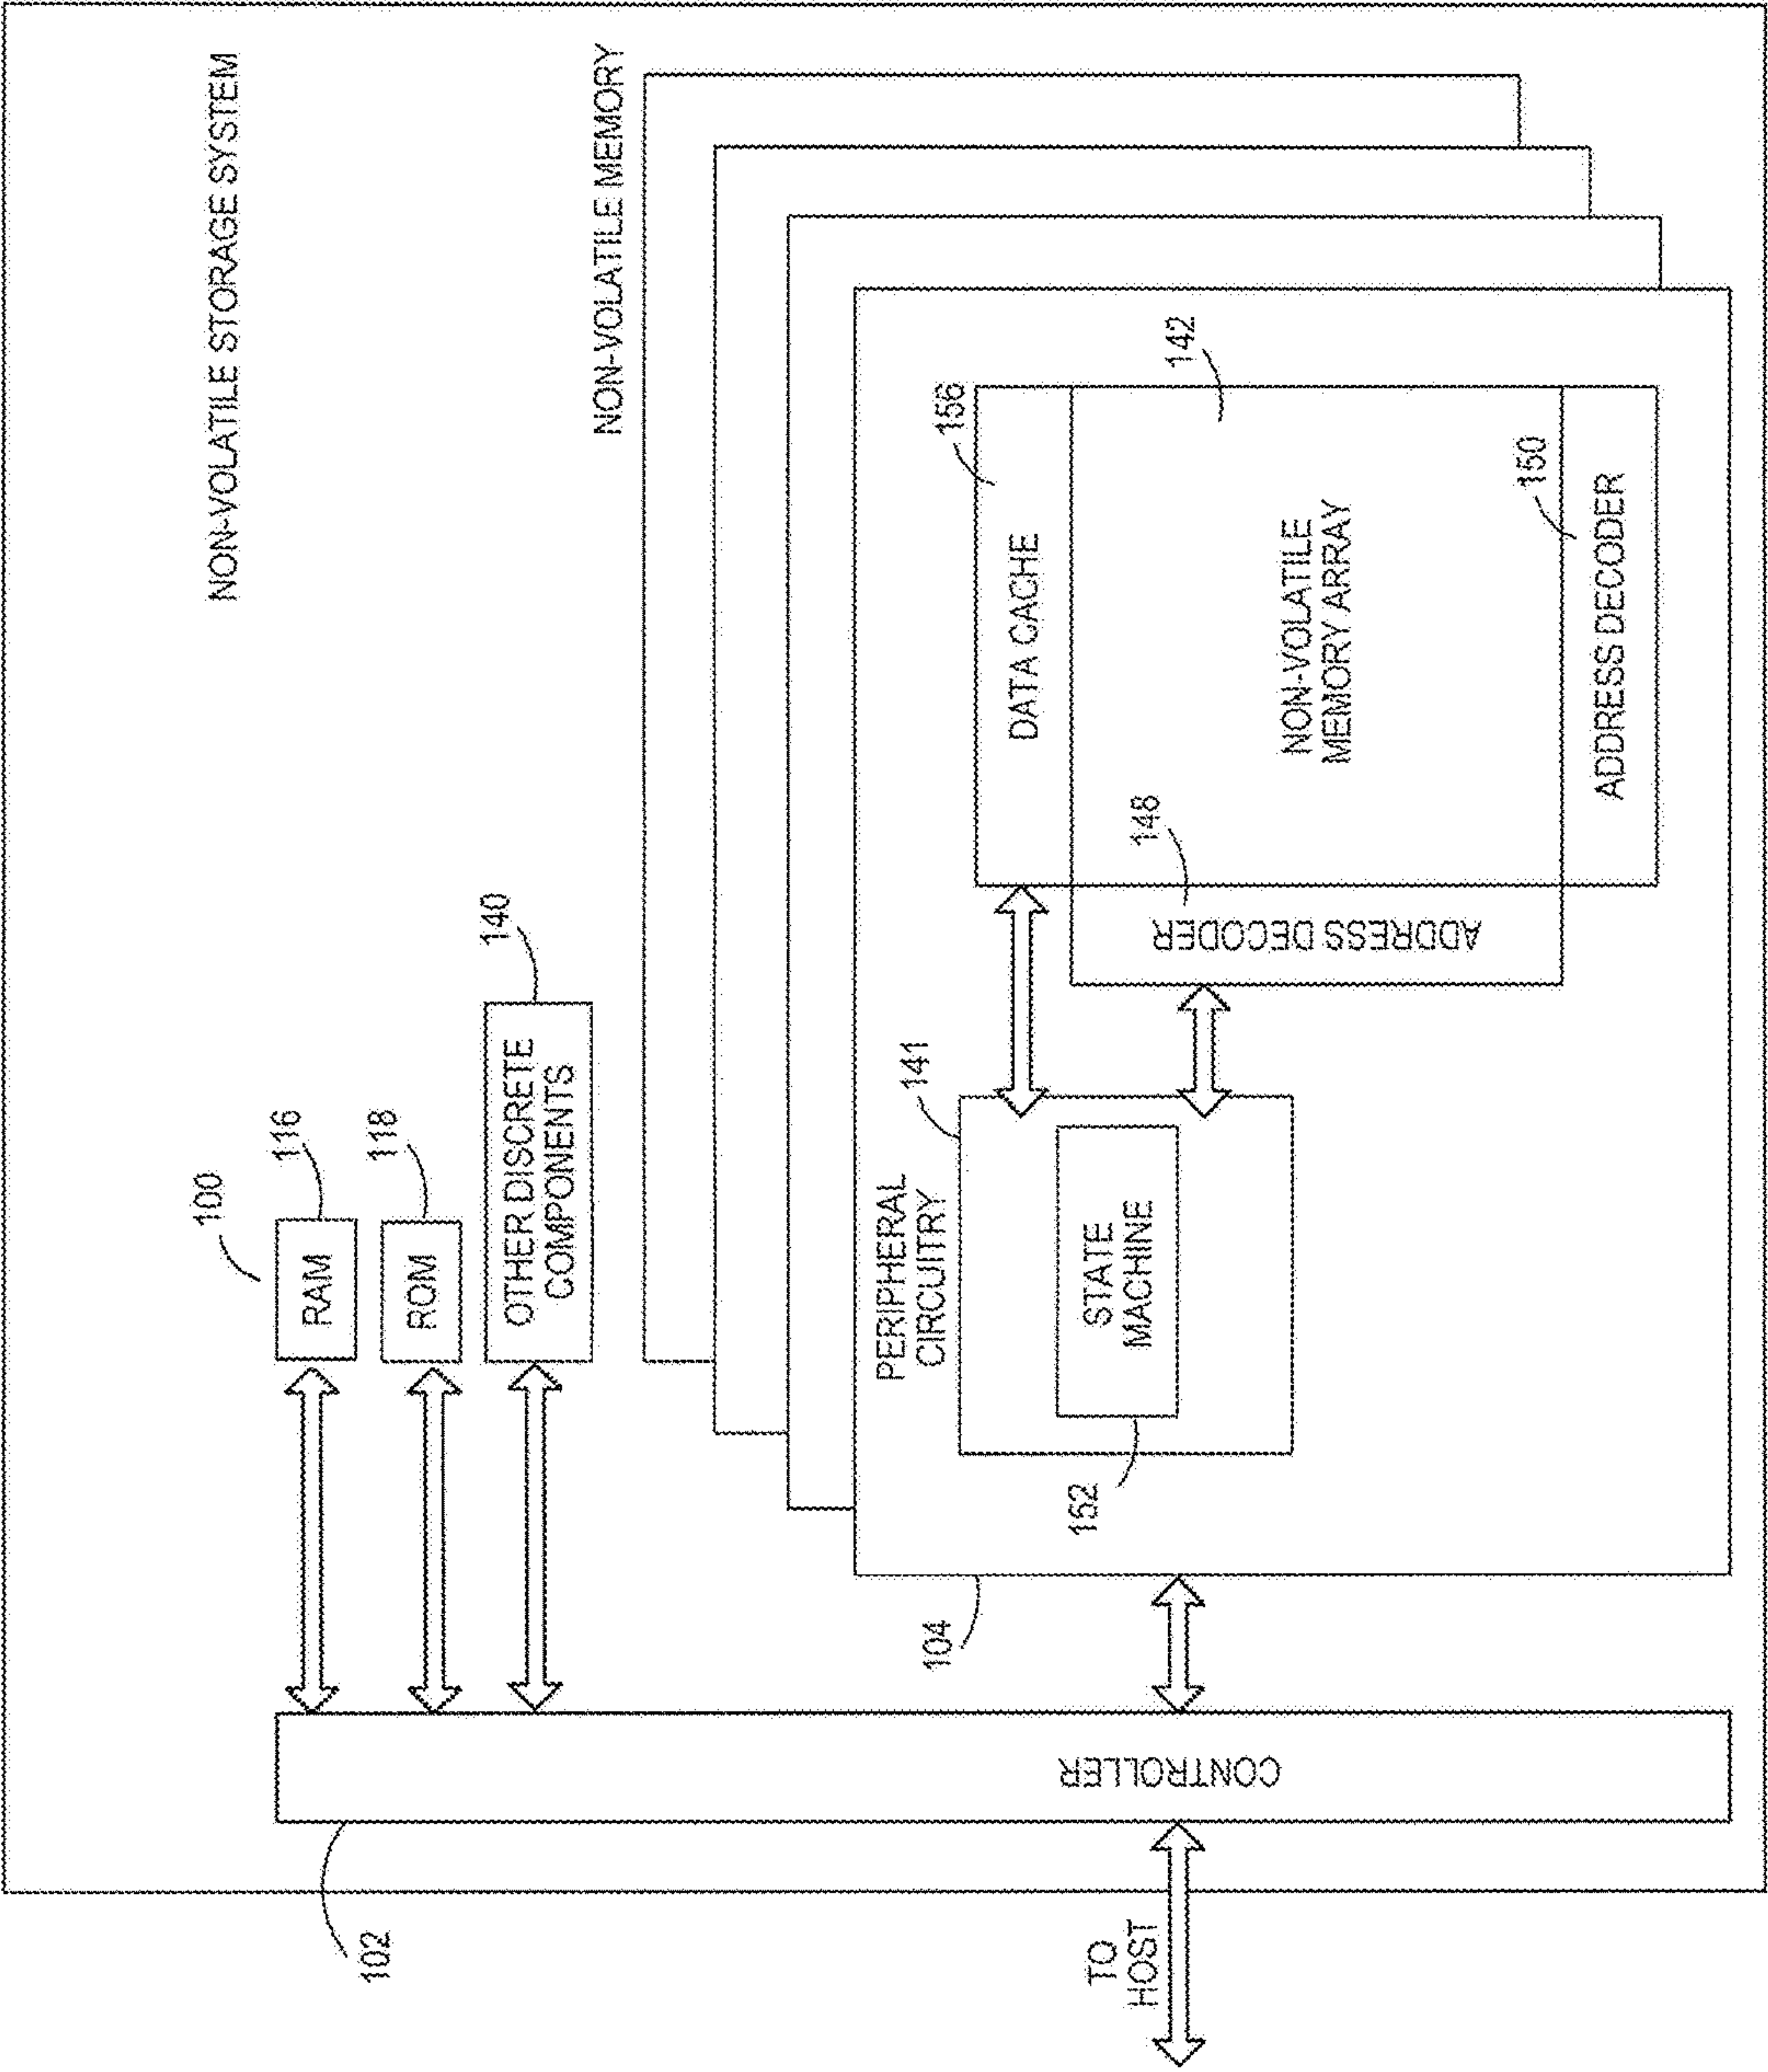 NON-VOLATILE STORAGE SYSTEM
100
116
RAM
118
ROM
140
OTHER DISCRETE
COMPONENTS
NON-VOLATILE MEMORY
102
CONTROLLER
TO
HOST
104
PERIPHERAL
CIRCUITRY
141
STATE
MACHINE
152
156
DATA CACHE
142
NON-VOLATILE
MEMORY ARRAY
148
ADDRESS DECODER
150
ADDRESS DECODER